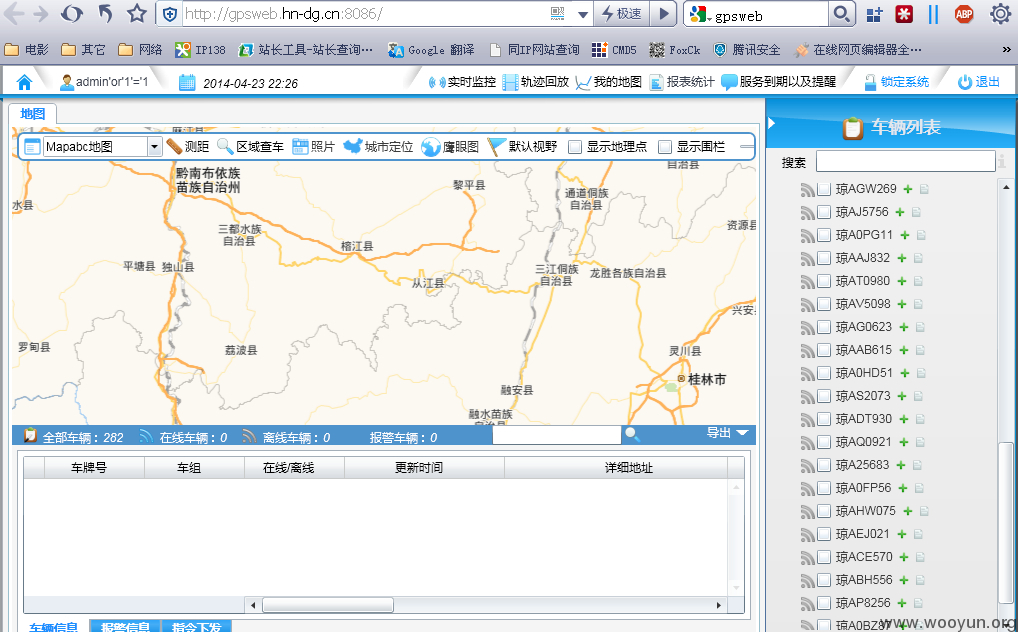 http://gpsweb.hn-dg.cn:8086/ 极速 gpsweb
电影 其它 网络 IP138 站长工具-站长查询… Google 翻译 同IP网站查询 CMD5 FoxCk 腾讯安全 在线网页编辑器全… »
admin'or'1'='1 2014-04-23 22:26 实时监控 轨迹回放 我的地图 报表统计 服务到期以及提醒 锁定系统 退出
地图
车辆列表
Mapabc地图 测距 区域查车 照片 城市定位 鹰眼图 默认视野 显示地理点 显示围栏
搜索
黔南布依族
苗族自治州
黎平县
自治县
通道侗族
自治县
水县
三都水族
自治县
资源县
榕江县
平塘县 独山县
三江侗族
自治县
龙胜各族自治县
从江县
兴安
罗甸县
荔波县
灵川县
桂林市
融安县
融水苗族
全部车辆：282 在线车辆：0 离线车辆：0 报警车辆：0 导出
车牌号 车组 在线/离线 更新时间 详细地址
车辆信息 报警信息 指令下发
琼AGW269
琼AJ5756
琼A0PG11
琼AAJ832
琼AT0980
琼AV5098
琼AG0623
琼AAB615
琼A0HD51
琼AS2073
琼ADT930
琼AQ0921
琼A25683
琼A0FP56
琼AHW075
琼AEJ021
琼ACE570
琼ABH556
琼AP8256
琼A0BZ87
www.wooyun.org